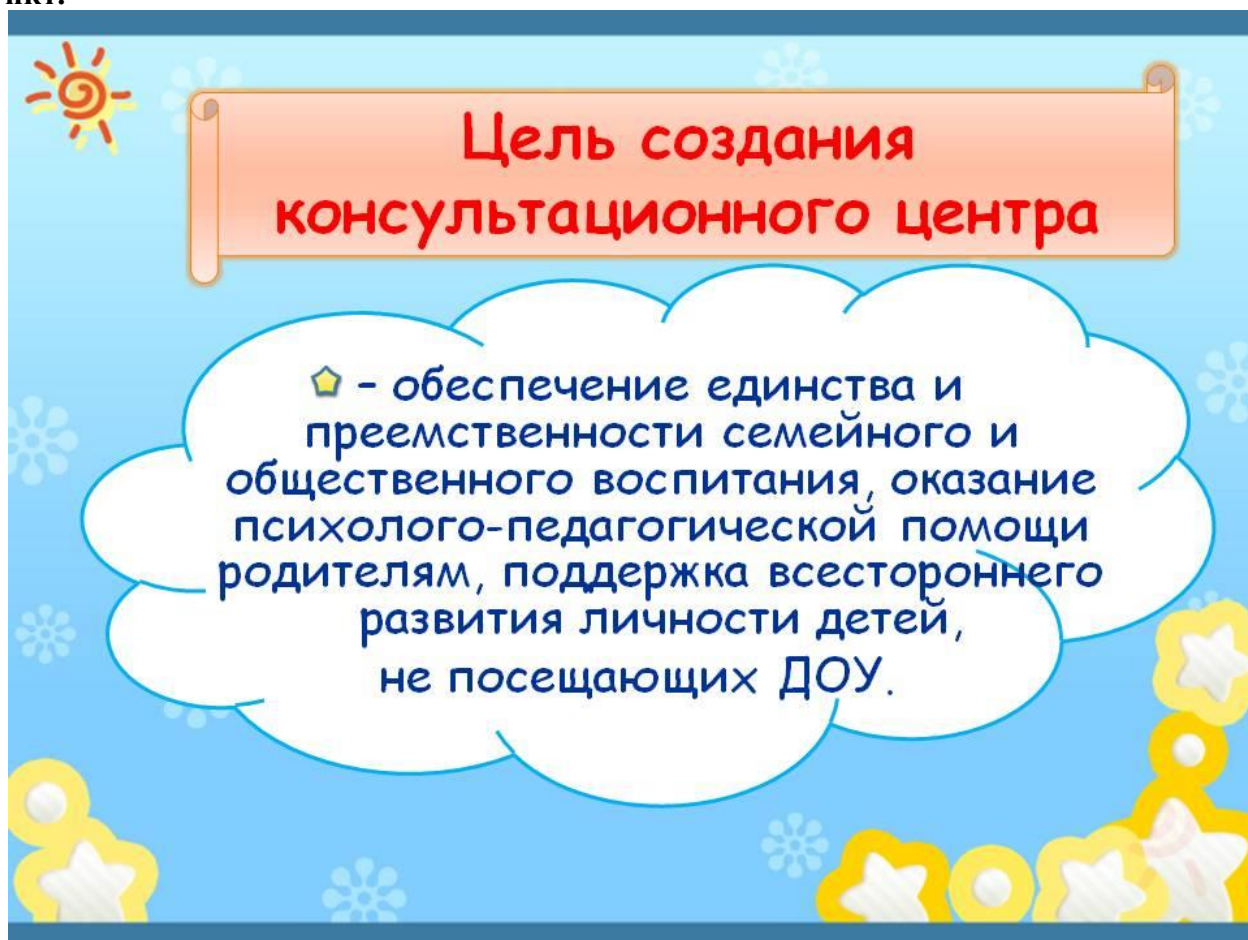 Цель создания
консультационного центра
– обеспечение единства и
преемственности семейного и
общественного воспитания, оказание
психолого-педагогической помощи
родителям, поддержка всестороннего
развития личности детей,
не посещающих ДОУ.